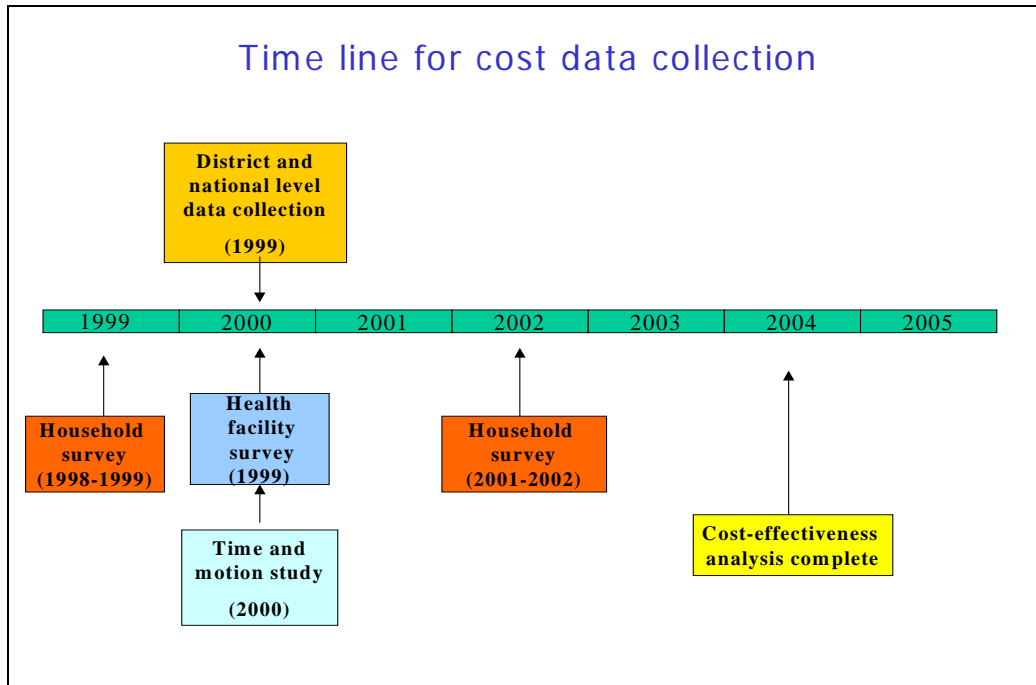 Time line for cost data collection
District and
national level
data collection
(1999)
1999 2000 2001 2002 2003 2004 2005
Household
survey
(1998-1999)
Health
facility
survey
(1999)
Household
survey
(2001-2002)
Time and
motion study
(2000)
Cost-effectiveness
analysis complete